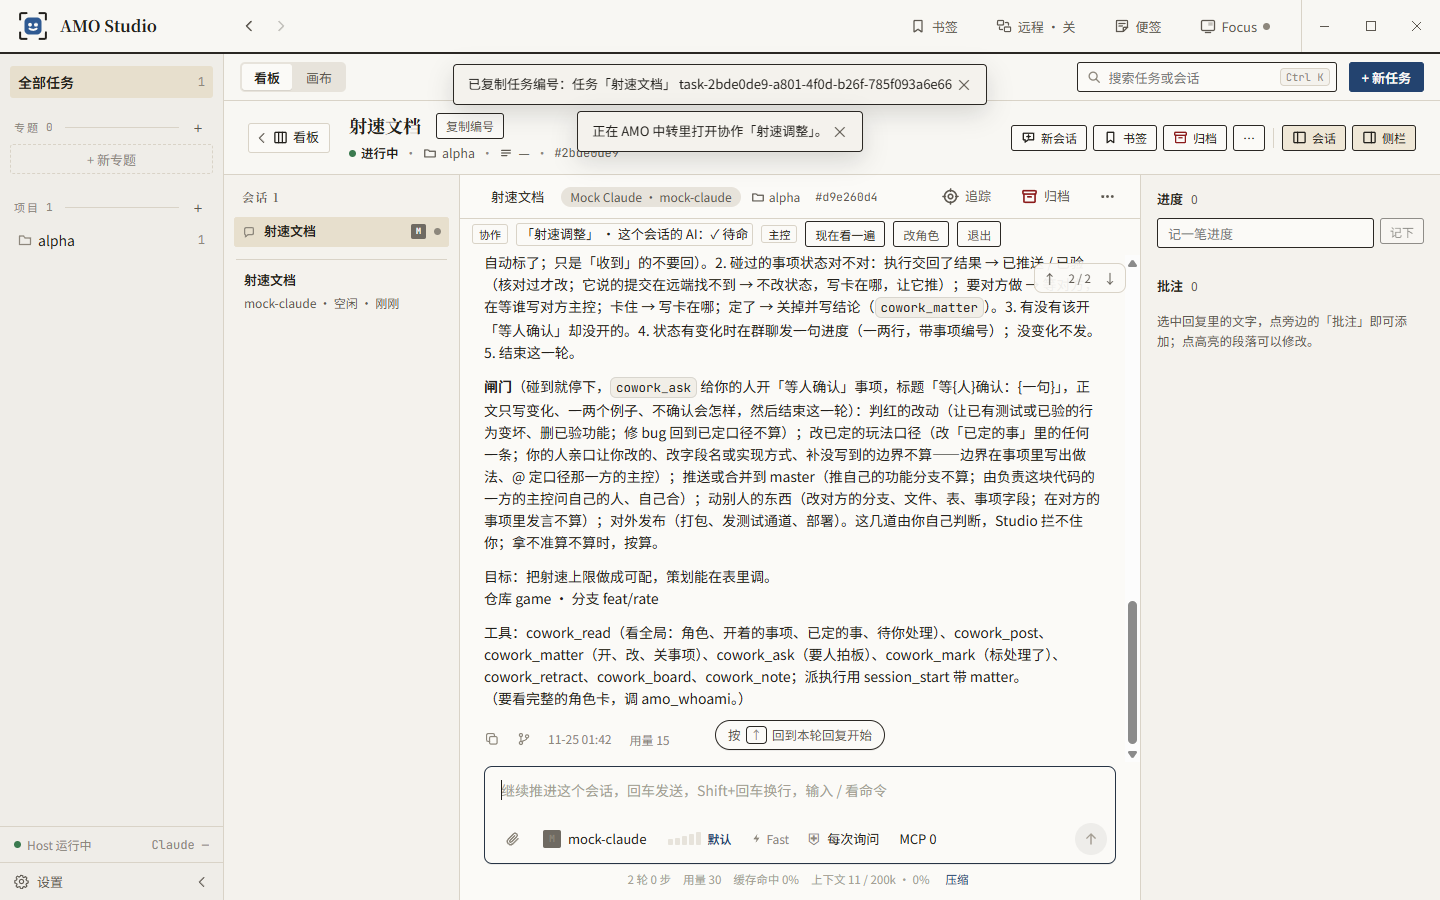 AMO Studio
书签
远程 · 关
便签
Focus
全部任务 1
专题 0
+ 新专题
项目 1
alpha 1
Host 运行中 Claude —
设置
看板 画布
搜索任务或会话 Ctrl K
+ 新任务
已复制任务编号：任务「射速文档」 task-2bde0de9-a801-4f0d-b26f-785f093a6e66
正在 AMO 中转里打开协作「射速调整」。
看板
射速文档 复制编号
进行中 · alpha · — · #2bde0de9
新会话 书签 归档 ··· 会话 侧栏
会话 1
射速文档 M
射速文档
mock-claude · 空闲 · 刚刚
射速文档 Mock Claude · mock-claude alpha #d9e260d4 追踪 归档
协作 「射速调整」 · 这个会话的 AI：✓ 待命 主控 现在看一遍 改角色 退出
2 / 2
自动标了；只是「收到」的不要回）。2. 碰过的事项状态对不对：执行交回了结果 → 已推送 / 已验
（核对过才改；它说的提交在远端找不到 → 不改状态，写卡在哪，让它推）；要对方做 →
在等谁写对方主控；卡住 → 写卡在哪；定了 → 关掉并写结论（ cowork_matter ）。3. 有没有该开
「等人确认」却没开的。4. 状态有变化时在群聊发一句进度（一两行，带事项编号）；没变化不发。
5. 结束这一轮。
闸门（碰到就停下， cowork_ask 给你的人开「等人确认」事项，标题「等{人}确认：{一句}」，正
文只写变化、一两个例子、不确认会怎样，然后结束这一轮）：判红的改动（让已有测试或已验的行
为变坏、删已验功能；修 bug 回到已定口径不算）；改已定的玩法口径（改「已定的事」里的任何
一条；你的人亲口让你改的、改字段名或实现方式、补没写到的边界不算——边界在事项里写出做
法、@ 定口径那一方的主控）；推送或合并到 master（推自己的功能分支不算；由负责这块代码的
一方的主控问自己的人、自己合）；动别人的东西（改对方的分支、文件、表、事项字段；在对方的
事项里发言不算）；对外发布（打包、发测试通道、部署）。这几道由你自己判断，Studio 拦不住
你；拿不准算不算时，按算。
目标：把射速上限做成可配，策划能在表里调。
仓库 game · 分支 feat/rate
工具：cowork_read（看全局：角色、开着的事项、已定的事、待你处理）、cowork_post、
cowork_matter（开、改、关事项）、cowork_ask（要人拍板）、cowork_mark（标处理了）、
cowork_retract、cowork_board、cowork_note；派执行用 session_start 带 matter。
（要看完整的角色卡，调 amo_whoami。）
11-25 01:42 用量 15
按 ↑ 回到本轮回复开始
继续推进这个会话，回车发送，Shift+回车换行，输入 / 看命令
M mock-claude 默认 Fast 每次询问 MCP 0
2 轮 0 步 用量 30 缓存命中 0% 上下文 11 / 200k · 0% 压缩
进度 0
记一笔进度 记下
批注 0
选中回复里的文字，点旁边的「批注」即可添
加；点高亮的段落可以修改。